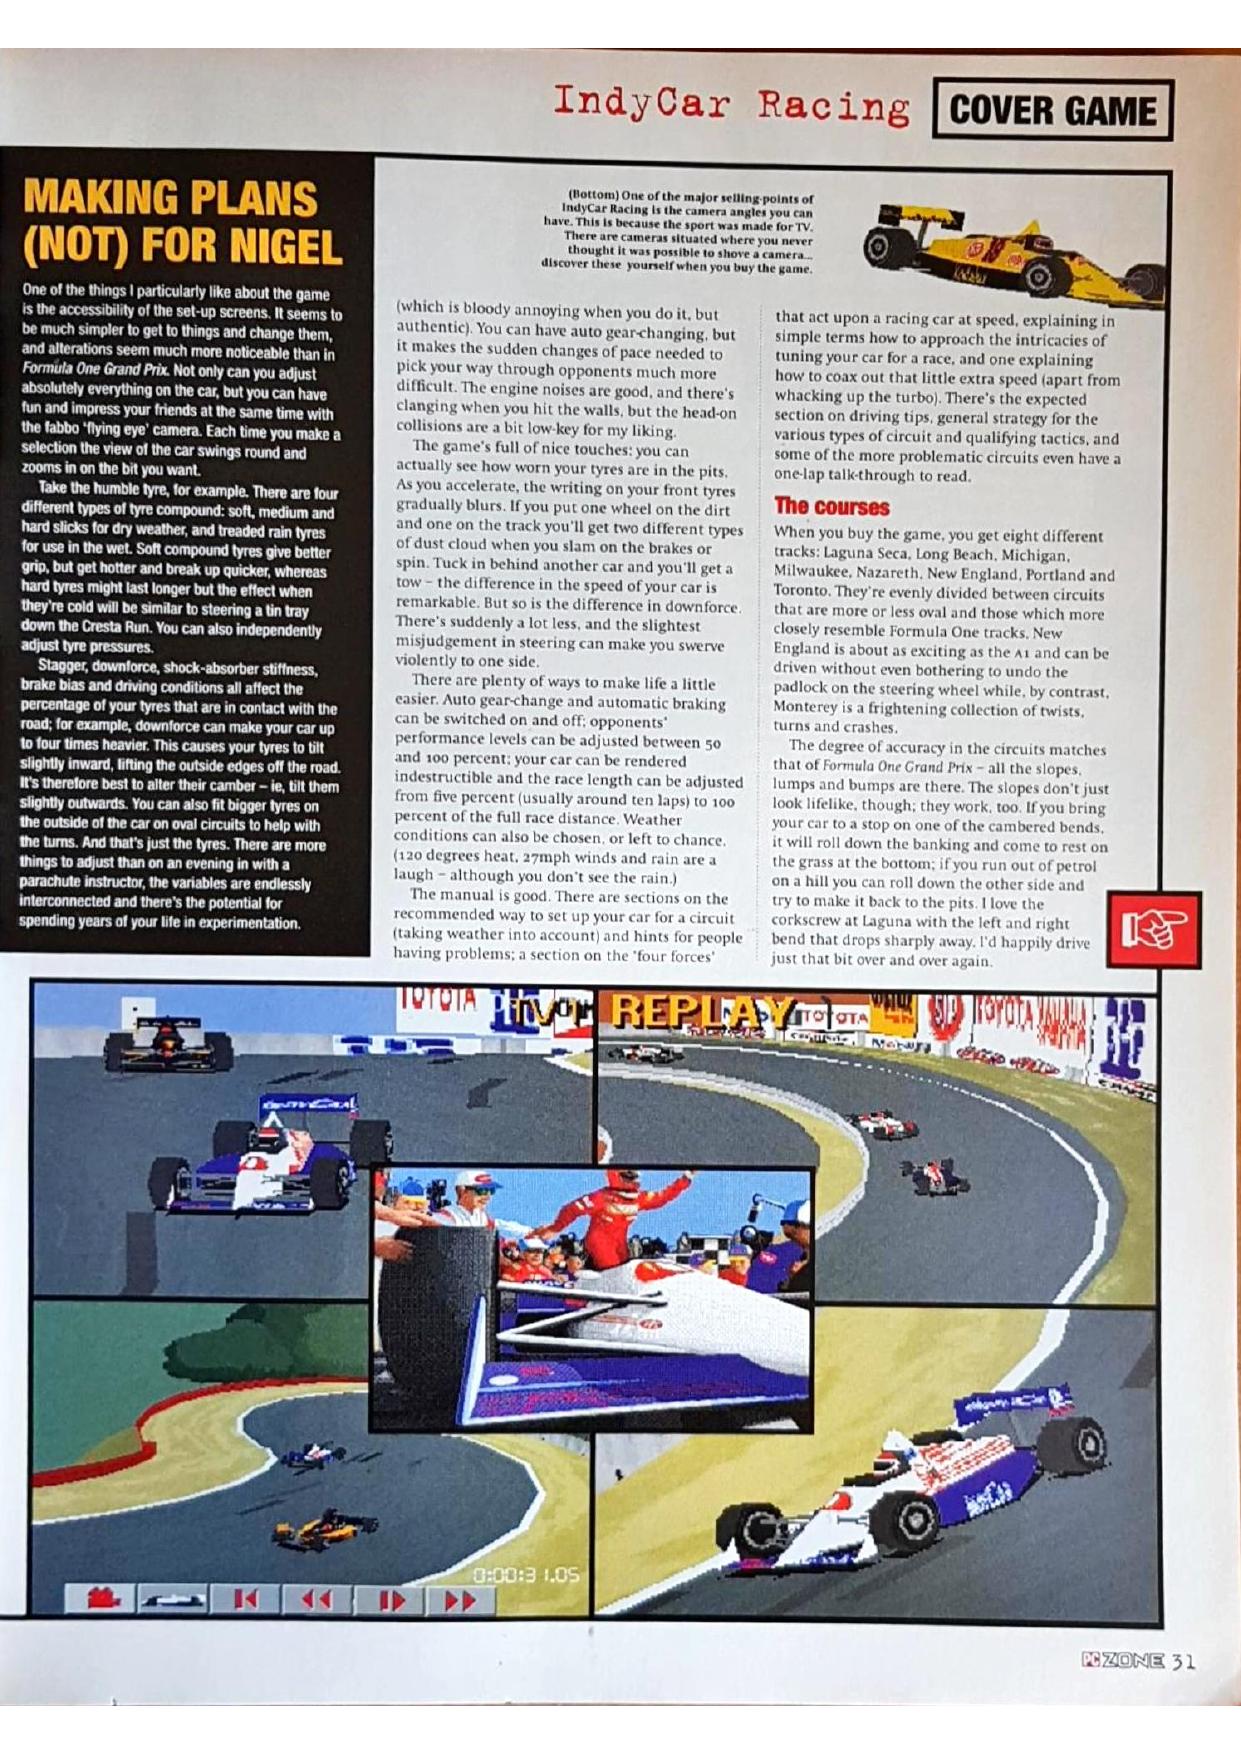 IndyCar Racing
COVER GAME
MAKING PLANS
(NOT) FOR NIGEL
One of the things I particularly like about the game
is the accessibility of the set-up screens. It seems to
be much simpler to get to things and change them,
and alterations seem much more noticeable than in
Formula One Grand Prix. Not only can you adjust
absolutely everything on the car, but you can have
fun and impress your friends at the same time with
the fabbo 'flying eye' camera. Each time you make a
selection the view of the car swings round and
zooms in on the bit you want.
Take the humble tyre, for example. There are four
different types of tyre compound: soft, medium and
hard slicks for dry weather, and treaded rain tyres
for use in the wet. Soft compound tyres give better
grip, but get hotter and break up quicker, whereas
hard tyres might last longer but the effect when
they're cold will be similar to steering a tin tray
down the Cresta Run. You can also independently
adjust tyre pressures.
Stagger, downforce, shock-absorber stiffness,
brake bias and driving conditions all affect the
percentage of your tyres that are in contact with the
road; for example, downforce can make your car up
to four times heavier. This causes your tyres to tilt
slightly inward, lifting the outside edges off the road.
It's therefore best to alter their camber – ie, tilt them
slightly outwards. You can also fit bigger tyres on
the outside of the car on oval circuits to help with
the turns. And that's just the tyres. There are more
things to adjust than on an evening in with a
parachute instructor, the variables are endlessly
interconnected and there's the potential for
spending years of your life in experimentation.
(Bottom) One of the major selling-points of
IndyCar Racing is the camera angles you can
have. This is because the sport was made for TV.
There are cameras situated where you never
thought it was possible to shove a camera...
discover these yourself when you buy the game.
(which is bloody annoying when you do it, but
authentic). You can have auto gear-changing, but
it makes the sudden changes of pace needed to
pick your way through opponents much more
difficult. The engine noises are good, and there's
clanging when you hit the walls, but the head-on
collisions are a bit low-key for my liking.
The game's full of nice touches: you can
actually see how worn your tyres are in the pits.
As you accelerate, the writing on your front tyres
gradually blurs. If you put one wheel on the dirt
and one on the track you'll get two different types
of dust cloud when you slam on the brakes or
spin. Tuck in behind another car and you'll get a
tow – the difference in the speed of your car is
remarkable. But so is the difference in downforce.
There's suddenly a lot less, and the slightest
misjudgement in steering can make you swerve
violently to one side.
There are plenty of ways to make life a little
easier. Auto gear-change and automatic braking
can be switched on and off; opponents'
performance levels can be adjusted between 50
and 100 percent; your car can be rendered
indestructible and the race length can be adjusted
from five percent (usually around ten laps) to 100
percent of the full race distance. Weather
conditions can also be chosen, or left to chance.
(120 degrees heat, 27mph winds and rain are a
laugh – although you don't see the rain.)
The manual is good. There are sections on the
recommended way to set up your car for a circuit
(taking weather into account) and hints for people
having problems; a section on the 'four forces'
that act upon a racing car at speed, explaining in
simple terms how to approach the intricacies of
tuning your car for a race, and one explaining
how to coax out that little extra speed (apart from
whacking up the turbo). There's the expected
section on driving tips, general strategy for the
various types of circuit and qualifying tactics, and
some of the more problematic circuits even have a
one-lap talk-through to read.
The courses
When you buy the game, you get eight different
tracks: Laguna Seca, Long Beach, Michigan,
Milwaukee, Nazareth, New England, Portland and
Toronto. They're evenly divided between circuits
that are more or less oval and those which more
closely resemble Formula One tracks. New
England is about as exciting as the A1 and can be
driven without even bothering to undo the
padlock on the steering wheel while, by contrast,
Monterey is a frightening collection of twists,
turns and crashes.
The degree of accuracy in the circuits matches
that of Formula One Grand Prix – all the slopes,
lumps and bumps are there. The slopes don't just
look lifelike, though; they work, too. If you bring
your car to a stop on one of the cambered bends,
it will roll down the banking and come to rest on
the grass at the bottom; if you run out of petrol
on a hill you can roll down the other side and
try to make it back to the pits. I love the
corkscrew at Laguna with the left and right
bend that drops sharply away. I'd happily drive
just that bit over and over again.
TOYOTA
TV1
REPLAY
TOYOTA
TOYOTA YAMAHA
0:00:31.05
PC ZONE 31